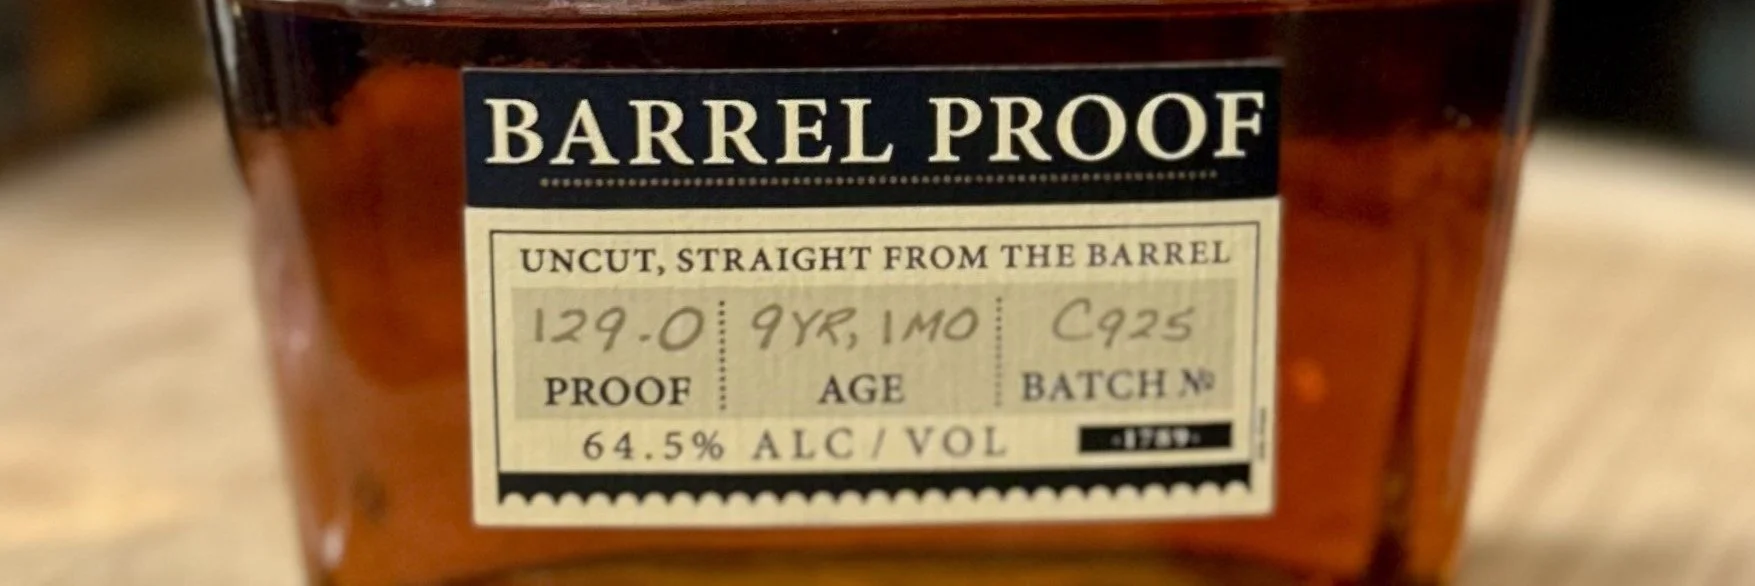 BARREL PROOF
UNCUT, STRAIGHT FROM THE BARREL
129.0 9YR, 1MO C925
PROOF AGE BATCH №
64.5% ALC / VOL ·1789·